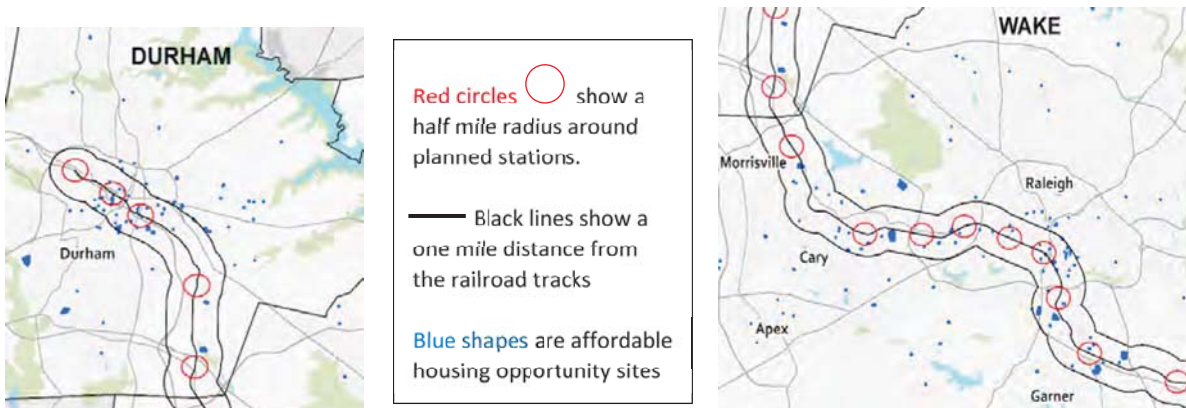 DURHAM
Durham
Red circles show a
half mile radius around
planned stations.
Black lines show a
one mile distance from
the railroad tracks
Blue shapes are affordable
housing opportunity sites
WAKE
Morrisville
Raleigh
Cary
Apex
Garner